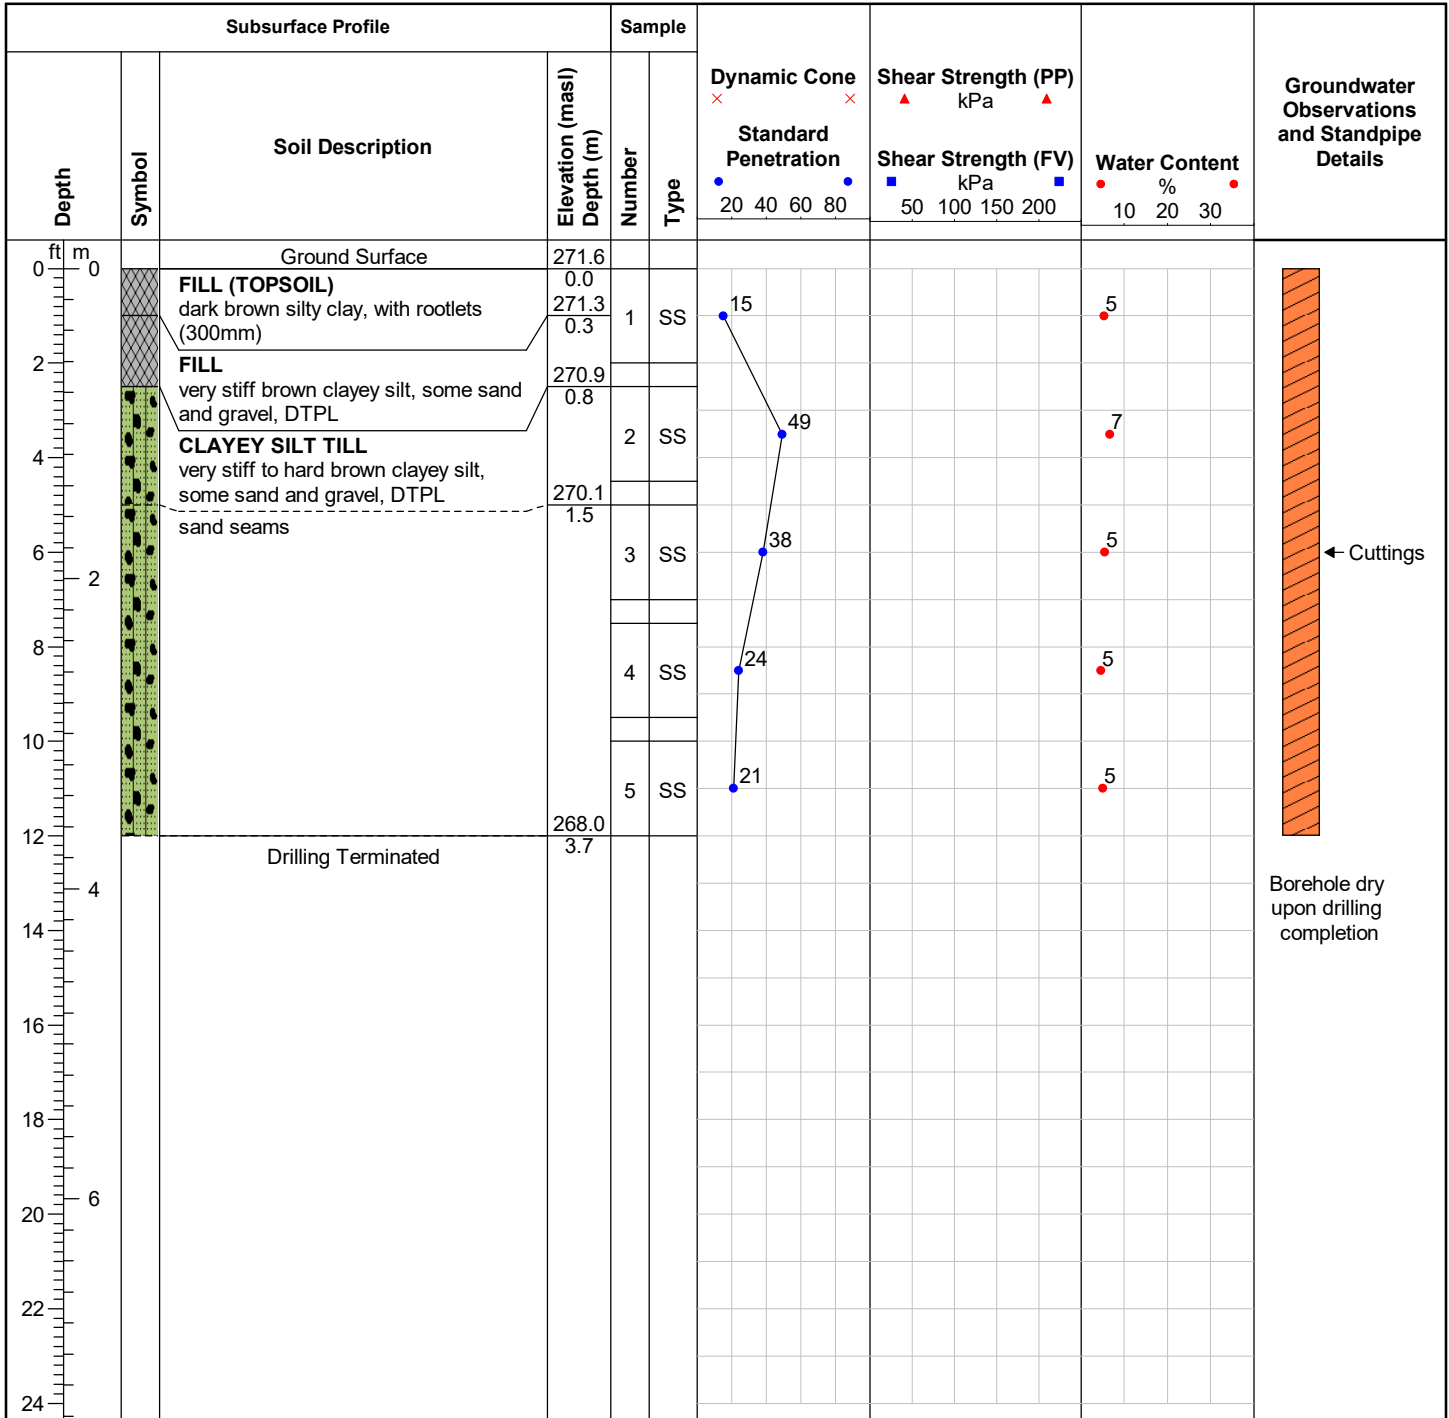 Subsurface Profile
Sample
Depth
Symbol
Soil Description
Elevation (masl)
Depth (m)
Number
Type
Dynamic Cone
Standard
Penetration
20 40 60 80
Shear Strength (PP)
kPa
Shear Strength (FV)
kPa
50 100 150 200
Water Content
%
10 20 30
Groundwater
Observations
and Standpipe
Details
ft m
0 0
2
4
6
2
8
10
12
4
14
16
18
6
20
22
24
Ground Surface
271.6
0.0
FILL (TOPSOIL)
dark brown silty clay, with rootlets
(300mm)
271.3
0.3
FILL
very stiff brown clayey silt, some sand
and gravel, DTPL
270.9
0.8
CLAYEY SILT TILL
very stiff to hard brown clayey silt,
some sand and gravel, DTPL
270.1
1.5
sand seams
268.0
3.7
Drilling Terminated
1 SS 15 5
2 SS 49 7
3 SS 38 5
4 SS 24 5
5 SS 21 5
Cuttings
Borehole dry
upon drilling
completion